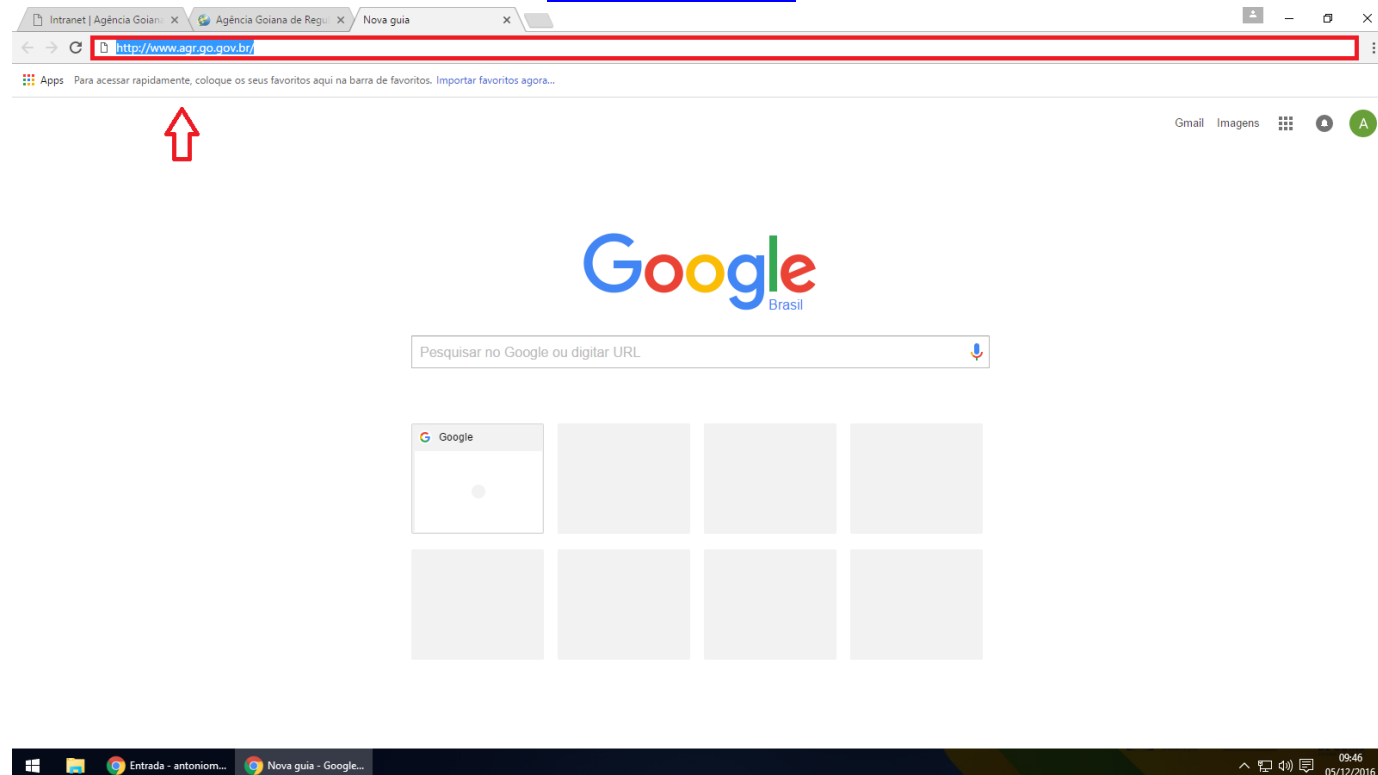 Intranet | Agência Goian
Agência Goiana de Regul
Nova guia
http://www.agr.go.gov.br/
Apps
Para acessar rapidamente, coloque os seus favoritos aqui na barra de favoritos. Importar favoritos agora...
Gmail
Imagens
A
Google
Brasil
Pesquisar no Google ou digitar URL
G Google
Entrada - antoniom...
Nova guia - Google...
09:46
05/12/2016